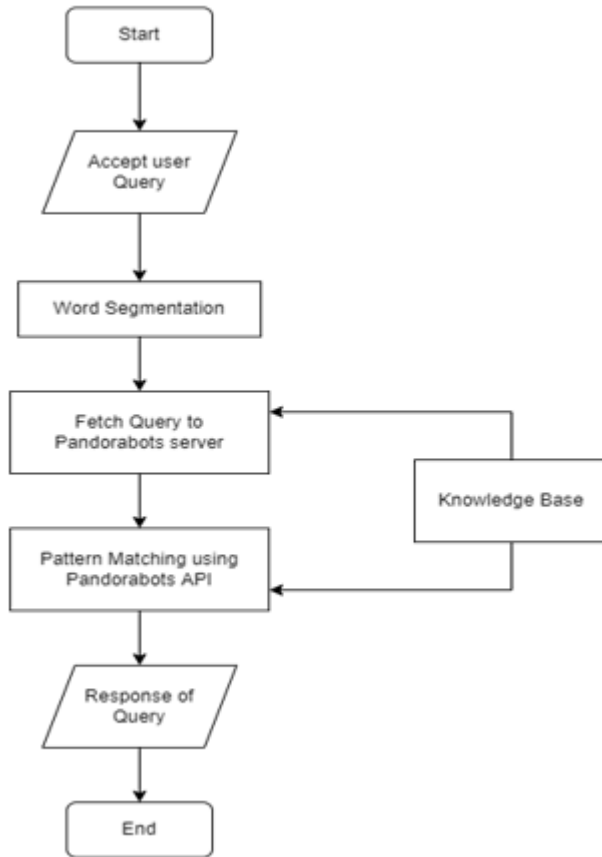 Start
Accept user
Query
Word Segmentation
Fetch Query to
Pandorabots server
Knowledge Base
Pattern Matching using
Pandorabots API
Response of
Query
End